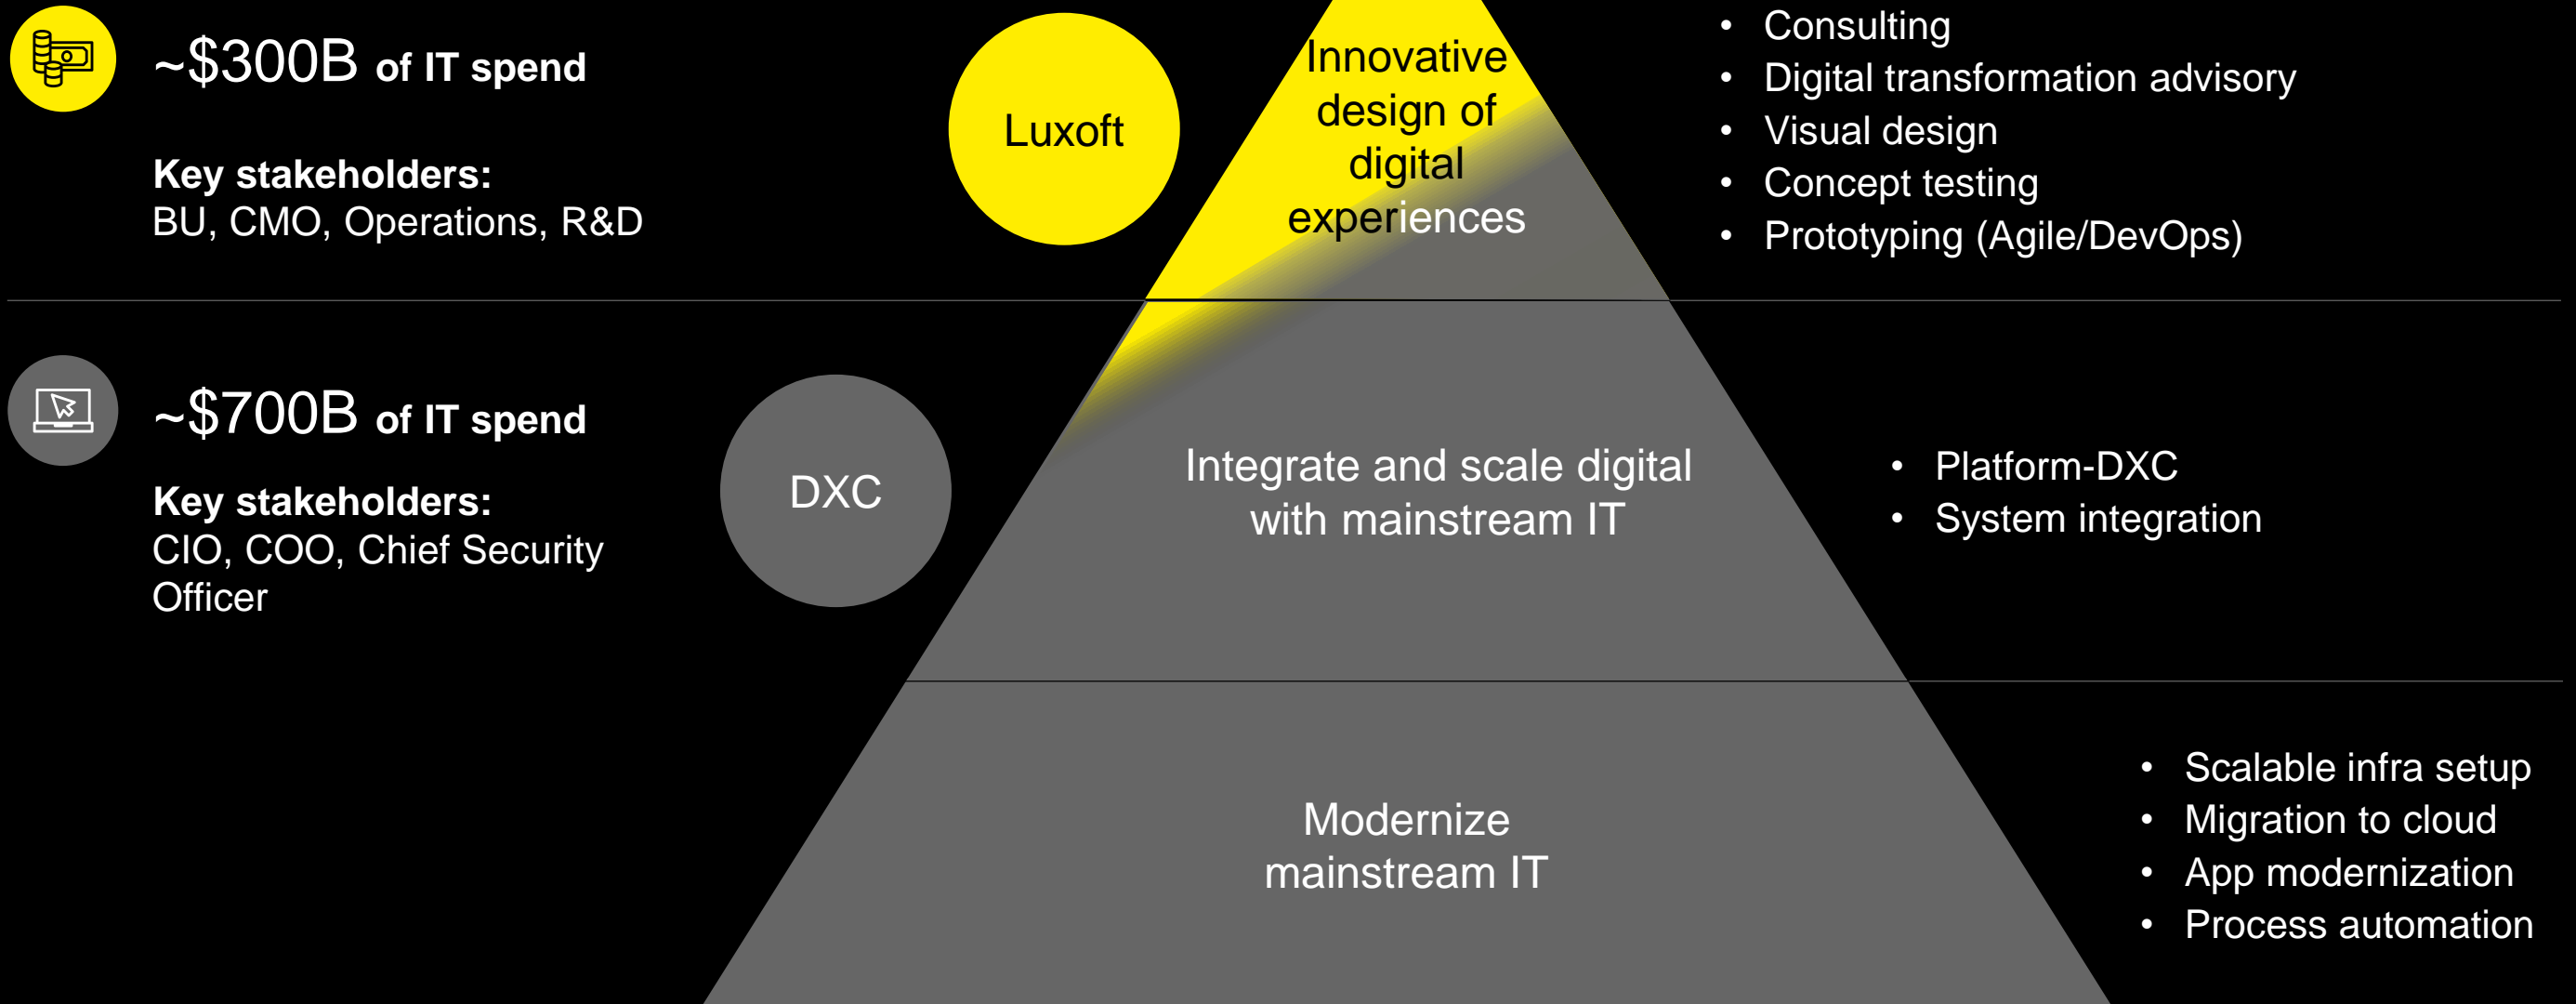 ~$300B of IT spend
Key stakeholders:
BU, CMO, Operations, R&D
Luxoft
Innovative
design of
digital
experiences
• Consulting
• Digital transformation advisory
• Visual design
• Concept testing
• Prototyping (Agile/DevOps)
~$700B of IT spend
Key stakeholders:
CIO, COO, Chief Security
Officer
DXC
Integrate and scale digital
with mainstream IT
• Platform-DXC
• System integration
Modernize
mainstream IT
• Scalable infra setup
• Migration to cloud
• App modernization
• Process automation